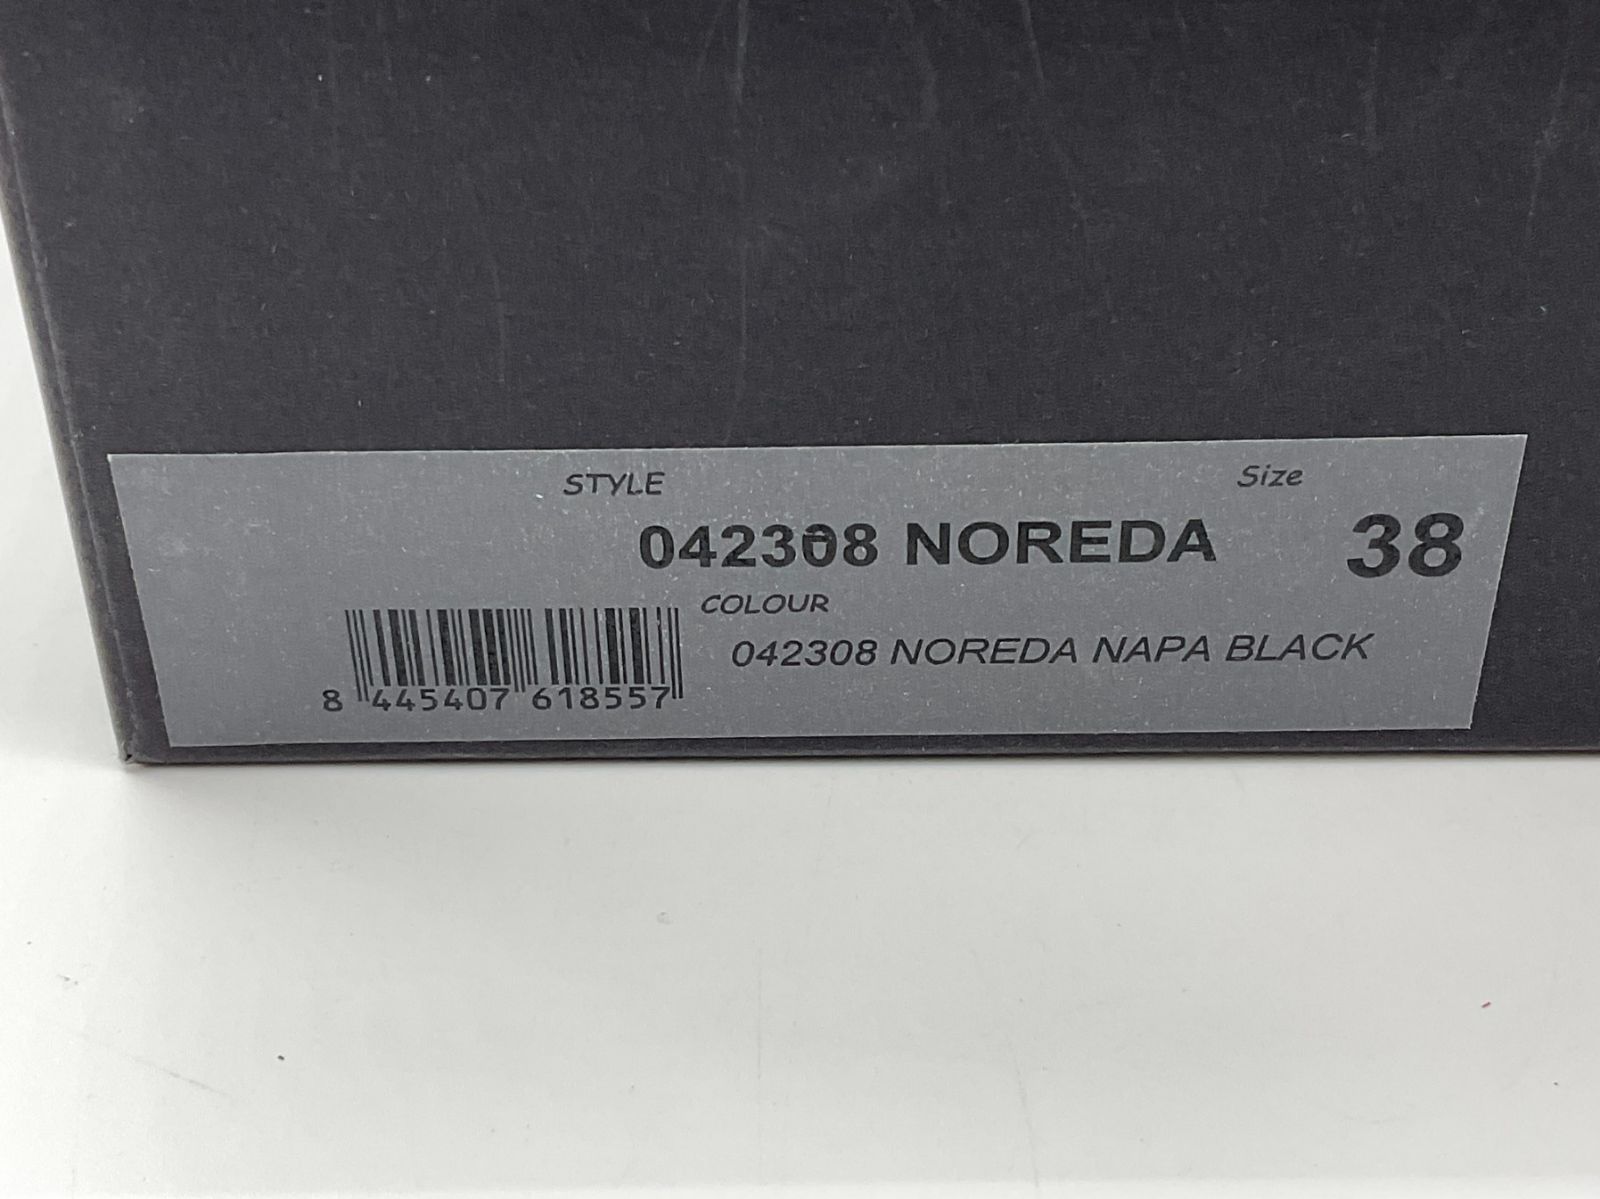 STYLE
Size
042308 NOREDA
38
COLOUR
042308 NOREDA NAPA BLACK
8 445407 618557